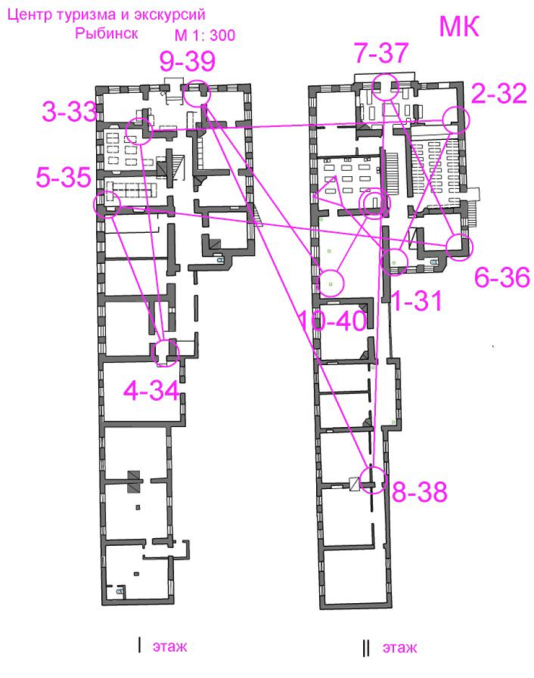 Центр туризма и экскурсий
Рыбинск М 1: 300
МК
9-39
7-37
3-33
2-32
5-35
6-36
1-31
10-40
4-34
8-38
I этаж
II этаж